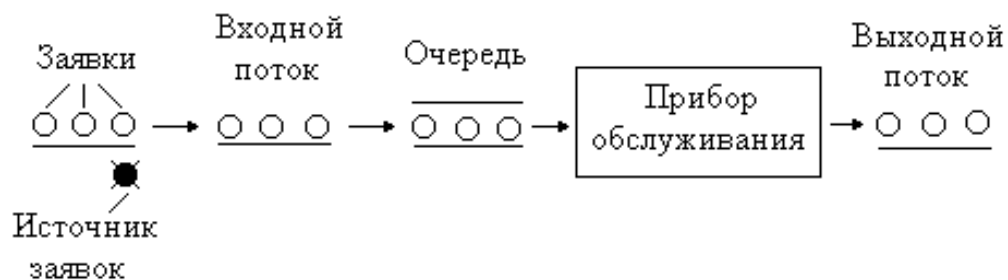 Заявки
Входной
поток
Очередь
Прибор
обслуживания
Выходной
поток
Источник
заявок